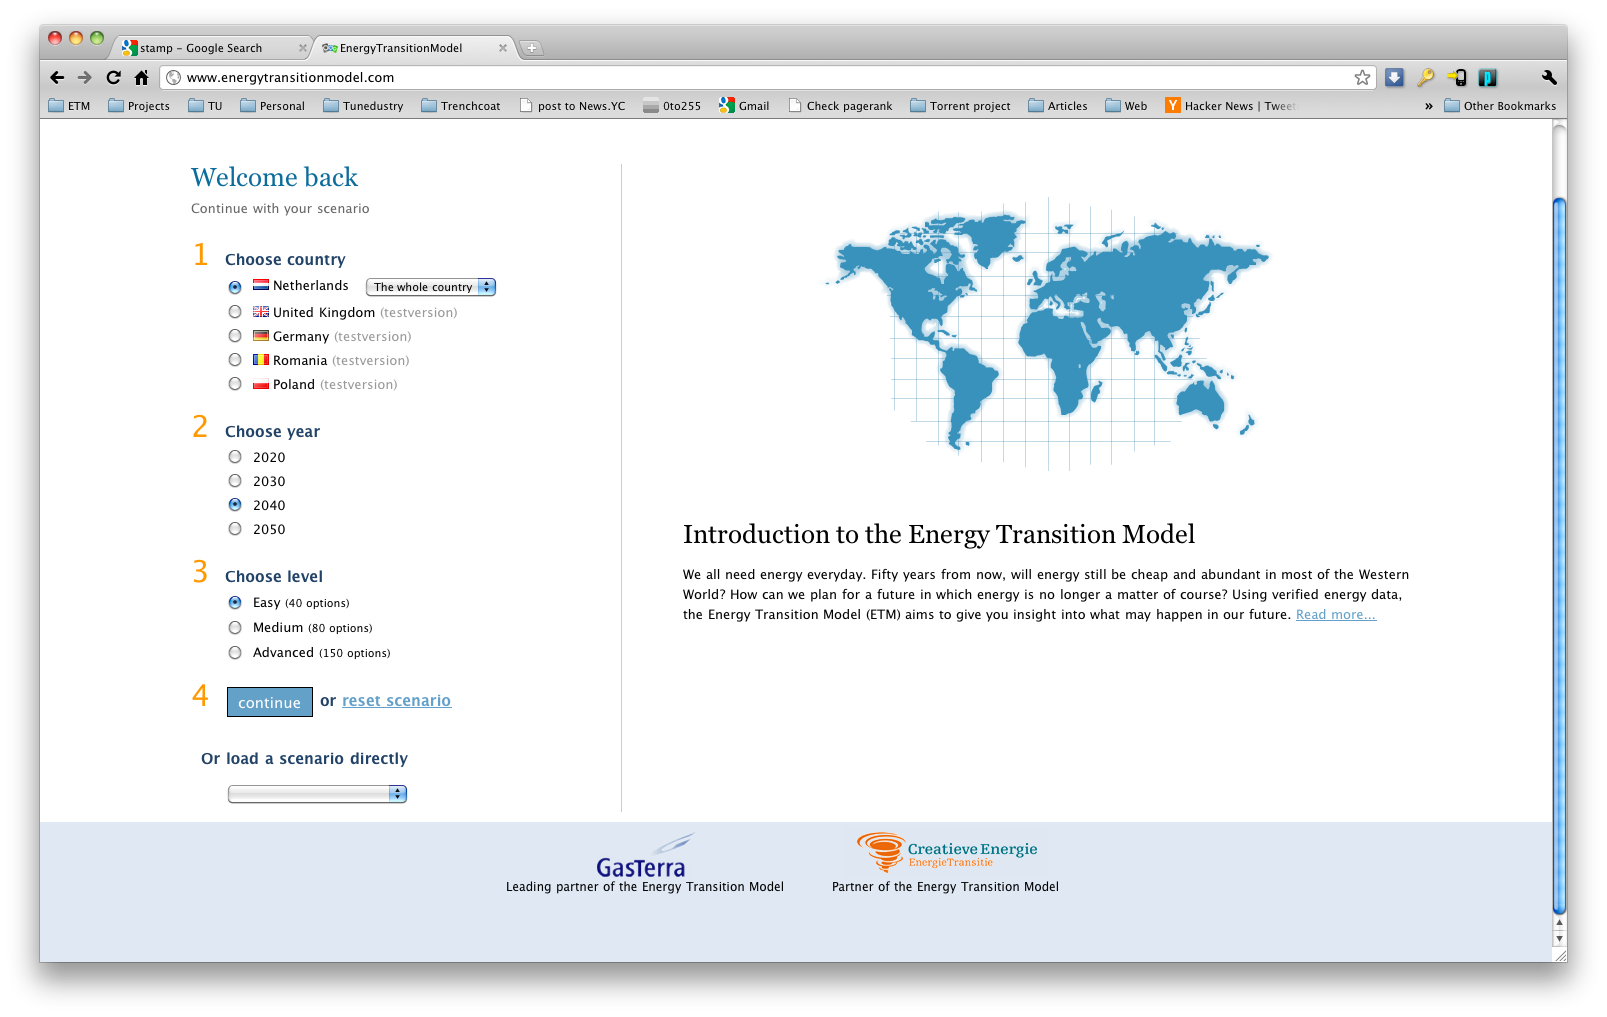 stamp – Google Search
EnergyTransitionModel
www.energytransitionmodel.com
ETM
Projects
TU
Personal
Tunedustry
Trenchcoat
post to News.YC
0to255
Gmail
Check pagerank
Torrent project
Articles
Web
Hacker News | Tweet
»
Other Bookmarks
Welcome back
Continue with your scenario
1 Choose country
Netherlands The whole country
United Kingdom (testversion)
Germany (testversion)
Romania (testversion)
Poland (testversion)
2 Choose year
2020
2030
2040
2050
3 Choose level
Easy (40 options)
Medium (80 options)
Advanced (150 options)
4 continue or reset scenario
Or load a scenario directly
Introduction to the Energy Transition Model
We all need energy everyday. Fifty years from now, will energy still be cheap and abundant in most of the Western
World? How can we plan for a future in which energy is no longer a matter of course? Using verified energy data,
the Energy Transition Model (ETM) aims to give you insight into what may happen in our future. Read more...
GasTerra
Leading partner of the Energy Transition Model
Creatieve Energie
EnergieTransitie
Partner of the Energy Transition Model